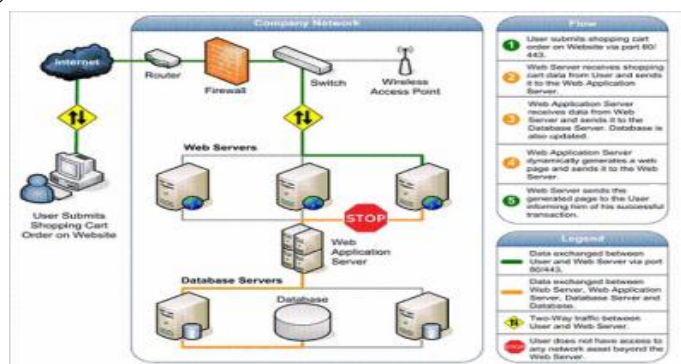 Company Network
Internet
Router
Firewall
Switch
Wireless
Access Point
Web Servers
User Submits
Shopping Cart
Order on Website
STOP
Web
Application
Server
Database Servers
Database
Flow
1
User submits shopping cart
order on Website via port 80/
443.
2
Web Server receives shopping
cart data from User and sends
it to the Web Application
Server.
3
Web Application Server
receives data from Web
Server and sends it to the
Database Server. Database is
also updated
4
Web Application Server
dynamically generates a web
page and sends it to the Web
Server.
5
Web Server sends the
generated page to the User
informing him of his successful
transaction.
Legend
Data exchanged between
User and Web Server via port
80/443.
Data exchanged between
Web Server, Web Application
Server, Database Server and
Database.
Two-Way traffic between
User and Web Server.
STOP
User does not have access to
any network asset beyond the
Web Server.